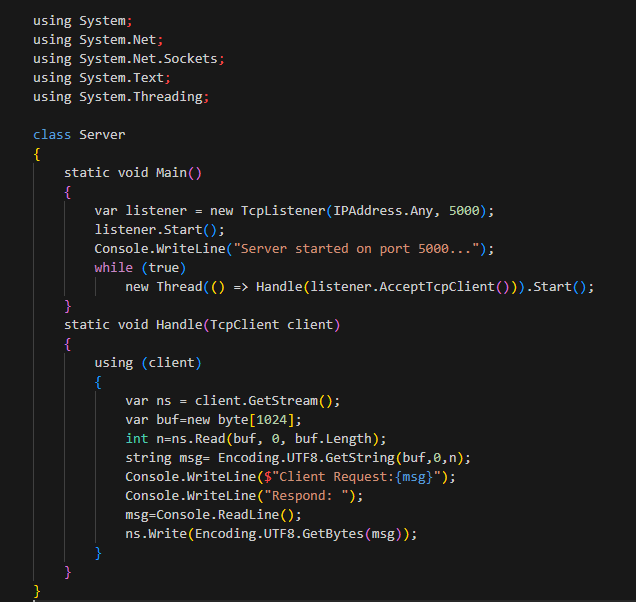 using System;
using System.Net;
using System.Net.Sockets;
using System.Text;
using System.Threading;

class Server
{
    static void Main()
    {
        var listener = new TcpListener(IPAddress.Any, 5000);
        listener.Start();
        Console.WriteLine("Server started on port 5000...");
        while (true)
            new Thread(() => Handle(listener.AcceptTcpClient())).Start();
    }
    static void Handle(TcpClient client)
    {
        using (client)
        {
            var ns = client.GetStream();
            var buf=new byte[1024];
            int n=ns.Read(buf, 0, buf.Length);
            string msg= Encoding.UTF8.GetString(buf,0,n);
            Console.WriteLine($"Client Request:{msg}");
            Console.WriteLine("Respond: ");
            msg=Console.ReadLine();
            ns.Write(Encoding.UTF8.GetBytes(msg));
        }
    }
}